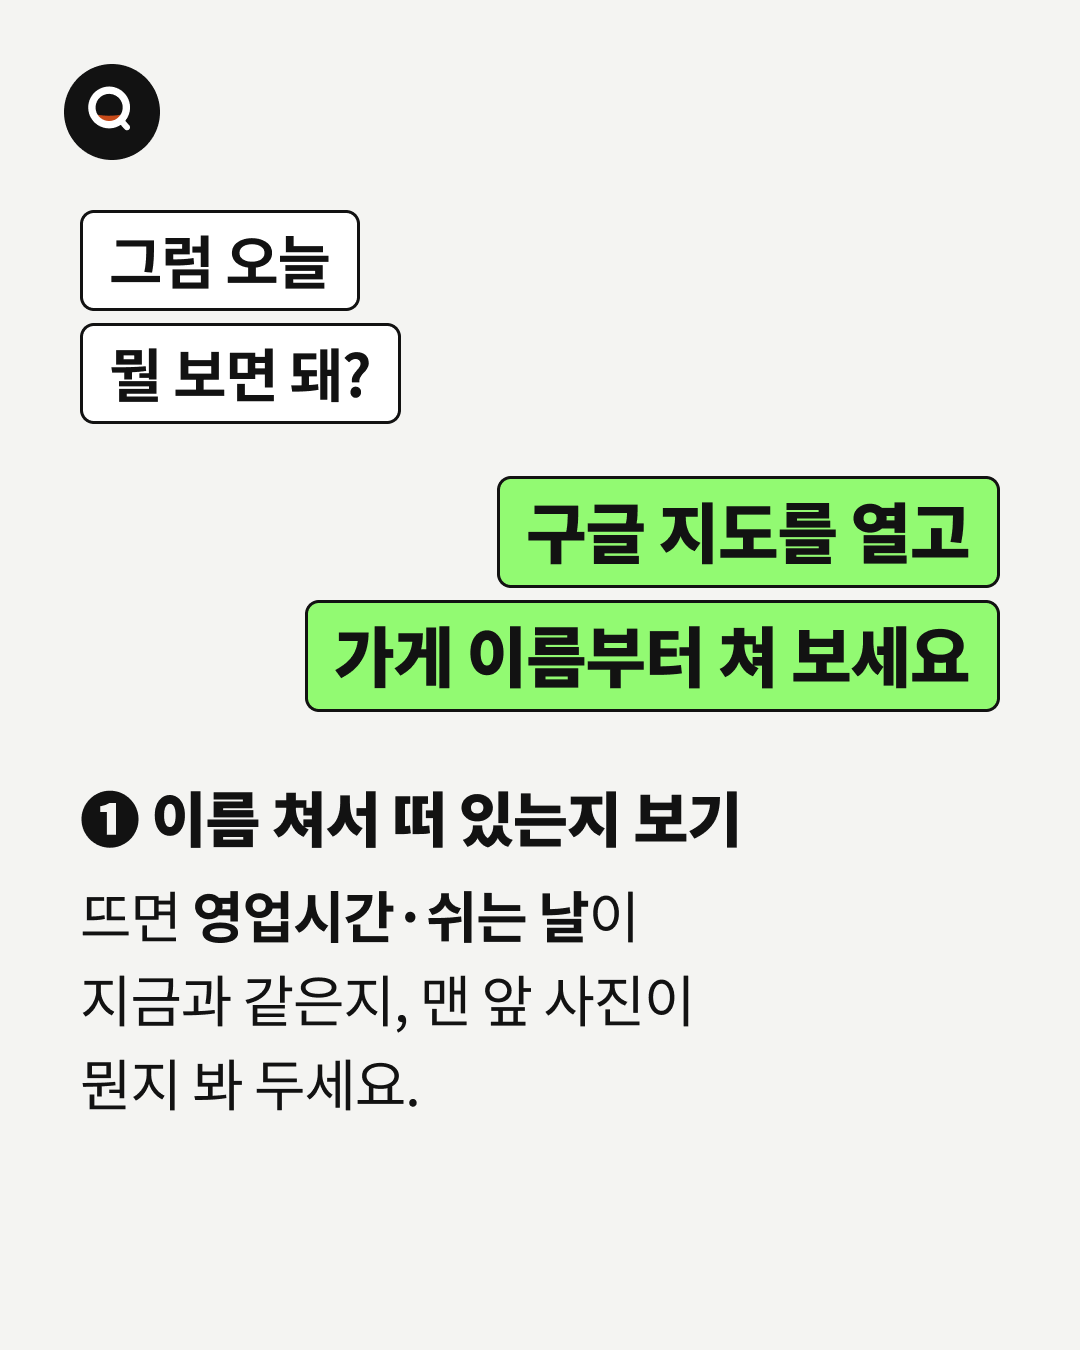 그럼 오늘
뭘 보면 돼?
구글 지도를 열고
가게 이름부터 쳐 보세요
❶ 이름 쳐서 떠 있는지 보기
뜨면 영업시간·쉬는 날이
지금과 같은지, 맨 앞 사진이
뭔지 봐 두세요.